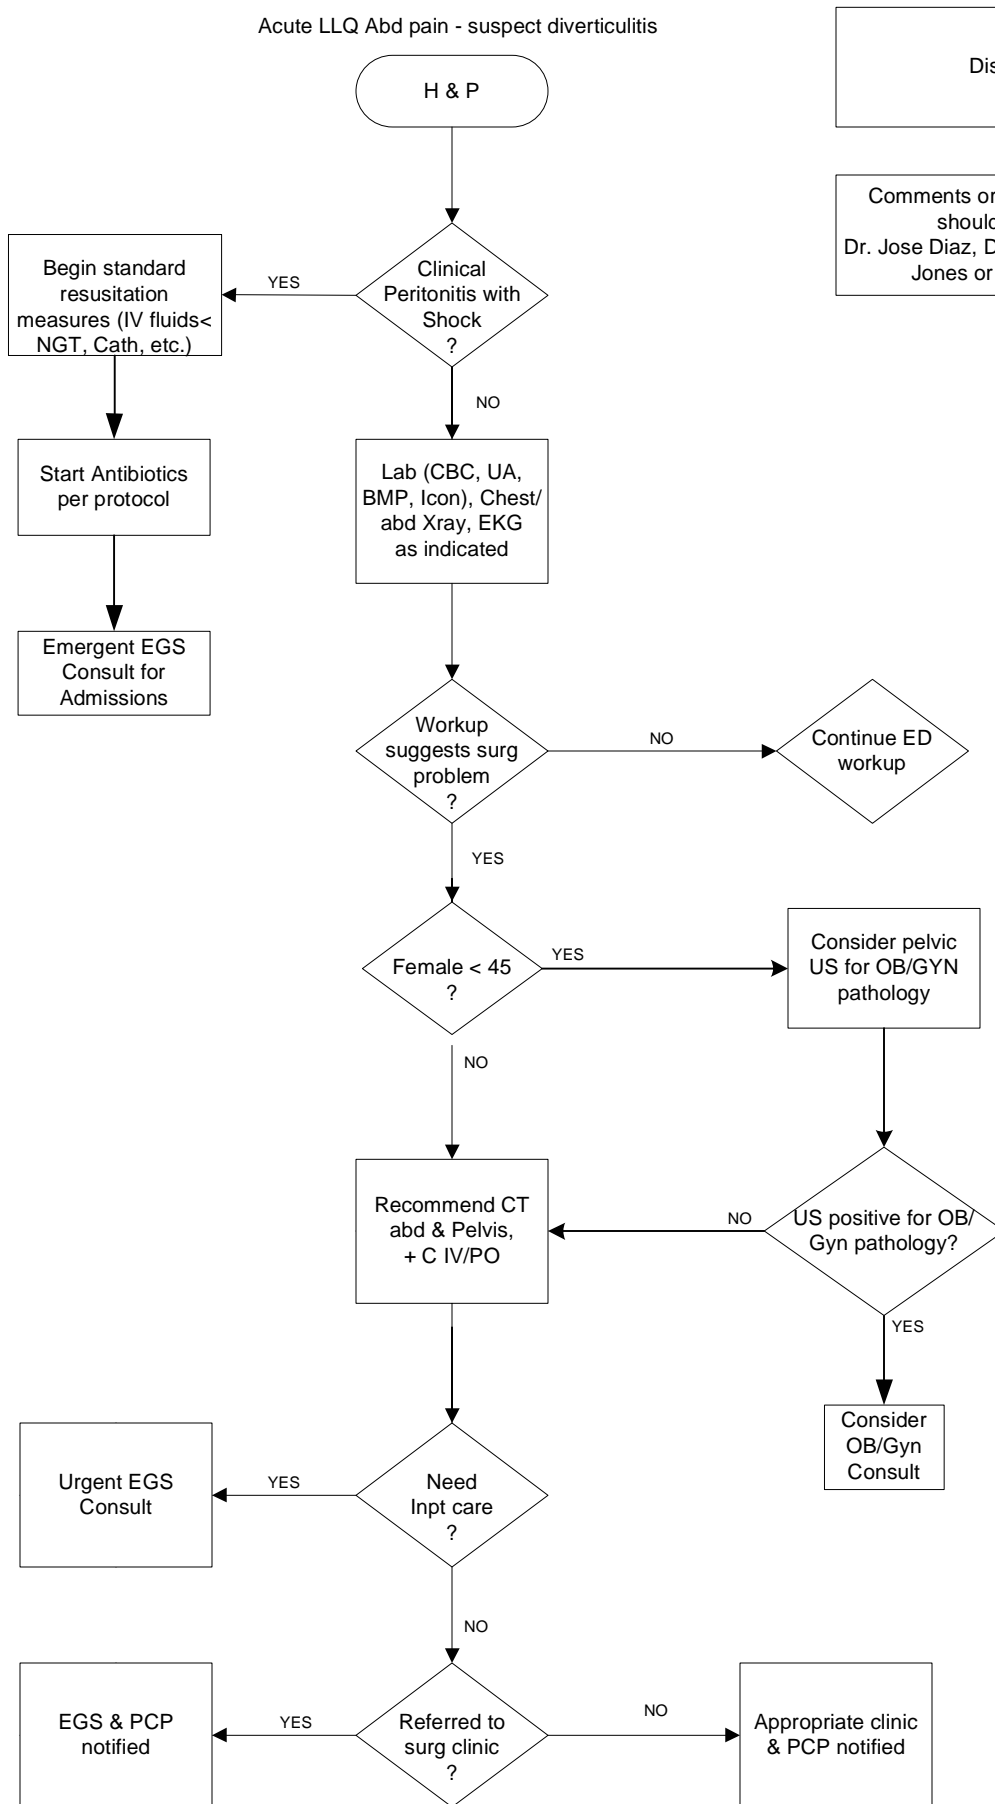 Acute LLQ Abd pain - suspect diverticulitis
H & P
Dis
Comments or
should
Dr. Jose Diaz, D
Jones or
Clinical
Peritonitis with
Shock
?
YES
Begin standard
resusitation
measures (IV fluids<
NGT, Cath, etc.)
NO
Start Antibiotics
per protocol
Lab (CBC, UA,
BMP, Icon), Chest/
abd Xray, EKG
as indicated
Emergent EGS
Consult for
Admissions
Workup
suggests surg
problem
?
NO
Continue ED
workup
YES
Female < 45
?
YES
Consider pelvic
US for OB/GYN
pathology
NO
Recommend CT
abd & Pelvis,
+ C IV/PO
NO
US positive for OB/
Gyn pathology?
YES
Consider
OB/Gyn
Consult
Urgent EGS
Consult
YES
Need
Inpt care
?
NO
EGS & PCP
notified
YES
Referred to
surg clinic
?
NO
Appropriate clinic
& PCP notified